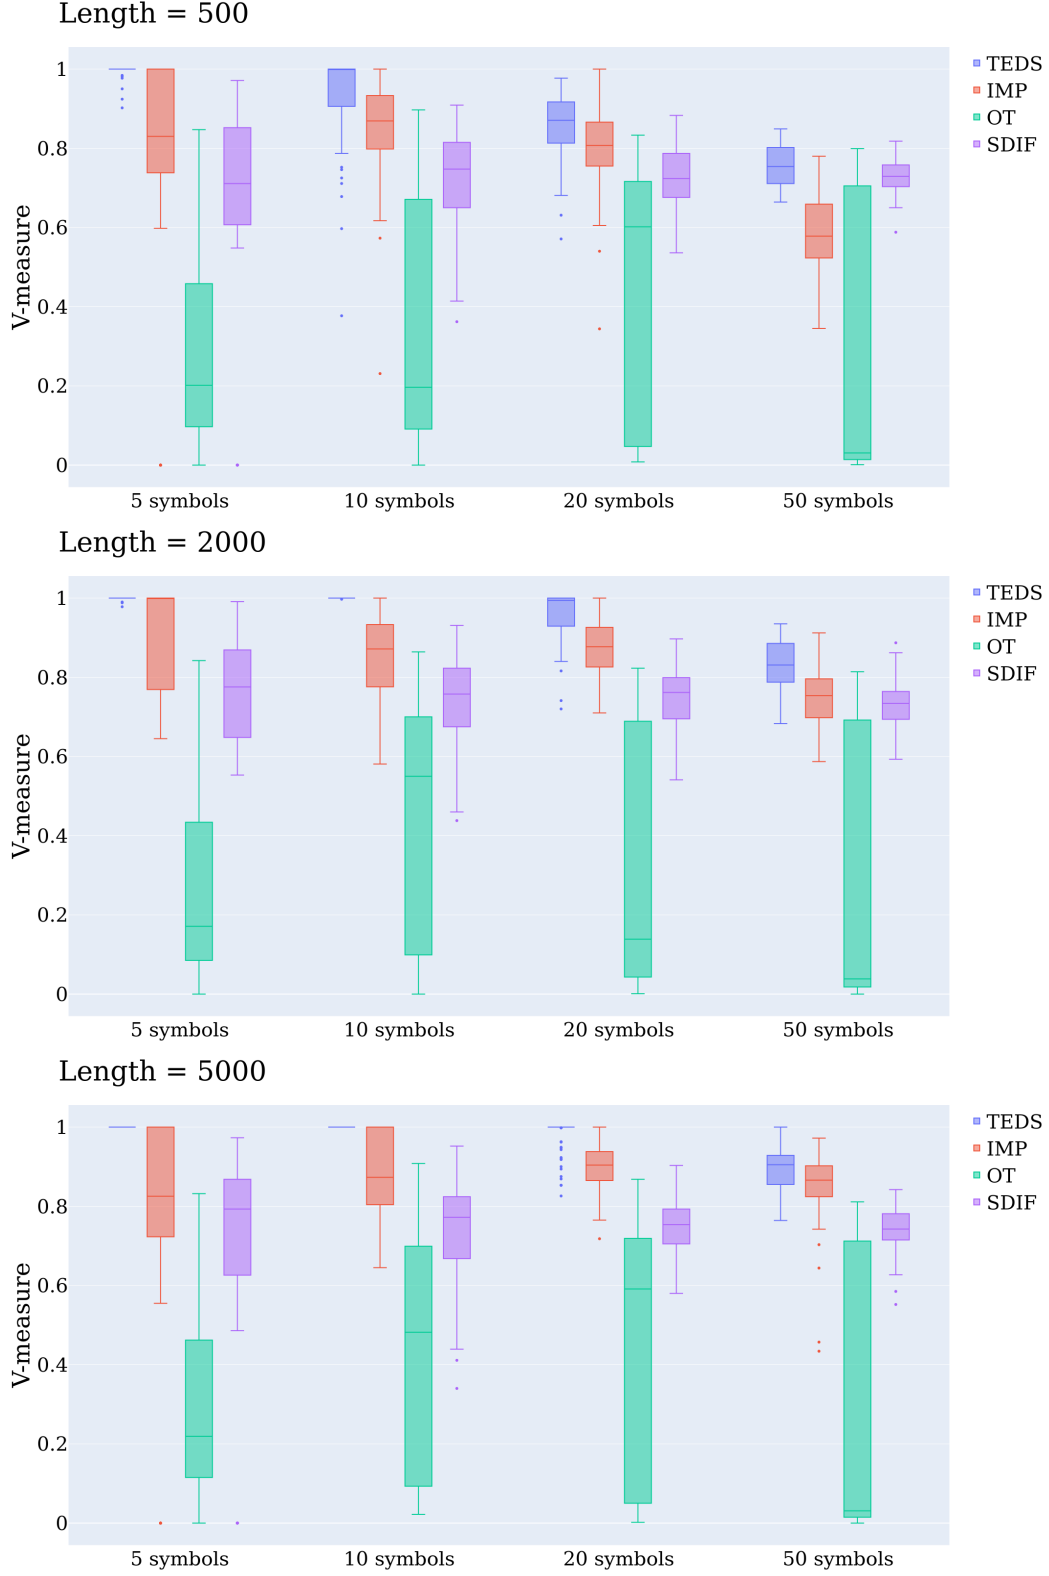 Length = 500
V-measure
1
0.8
0.6
0.4
0.2
0
5 symbols 10 symbols 20 symbols 50 symbols
TEDS
IMP
OT
SDIF
Length = 2000
V-measure
1
0.8
0.6
0.4
0.2
0
5 symbols 10 symbols 20 symbols 50 symbols
TEDS
IMP
OT
SDIF
Length = 5000
V-measure
1
0.8
0.6
0.4
0.2
0
5 symbols 10 symbols 20 symbols 50 symbols
TEDS
IMP
OT
SDIF